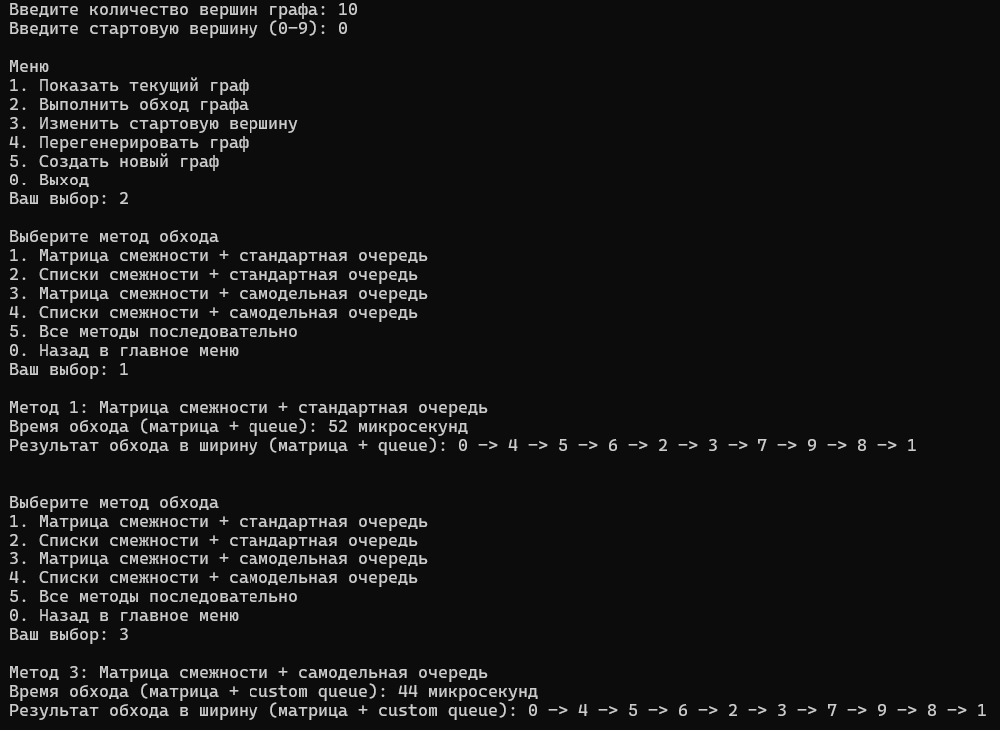 Введите количество вершин графа: 10
Введите стартовую вершину (0-9): 0
Меню
1. Показать текущий граф
2. Выполнить обход графа
3. Изменить стартовую вершину
4. Перегенерировать граф
5. Создать новый граф
0. Выход
Ваш выбор: 2
Выберите метод обхода
1. Матрица смежности + стандартная очередь
2. Списки смежности + стандартная очередь
3. Матрица смежности + самодельная очередь
4. Списки смежности + самодельная очередь
5. Все методы последовательно
0. Назад в главное меню
Ваш выбор: 1
Метод 1: Матрица смежности + стандартная очередь
Время обхода (матрица + queue): 52 микросекунд
Результат обхода в ширину (матрица + queue): 0 -> 4 -> 5 -> 6 -> 2 -> 3 -> 7 -> 9 -> 8 -> 1
Выберите метод обхода
1. Матрица смежности + стандартная очередь
2. Списки смежности + стандартная очередь
3. Матрица смежности + самодельная очередь
4. Списки смежности + самодельная очередь
5. Все методы последовательно
0. Назад в главное меню
Ваш выбор: 3
Метод 3: Матрица смежности + самодельная очередь
Время обхода (матрица + custom queue): 44 микросекунд
Результат обхода в ширину (матрица + custom queue): 0 -> 4 -> 5 -> 6 -> 2 -> 3 -> 7 -> 9 -> 8 -> 1